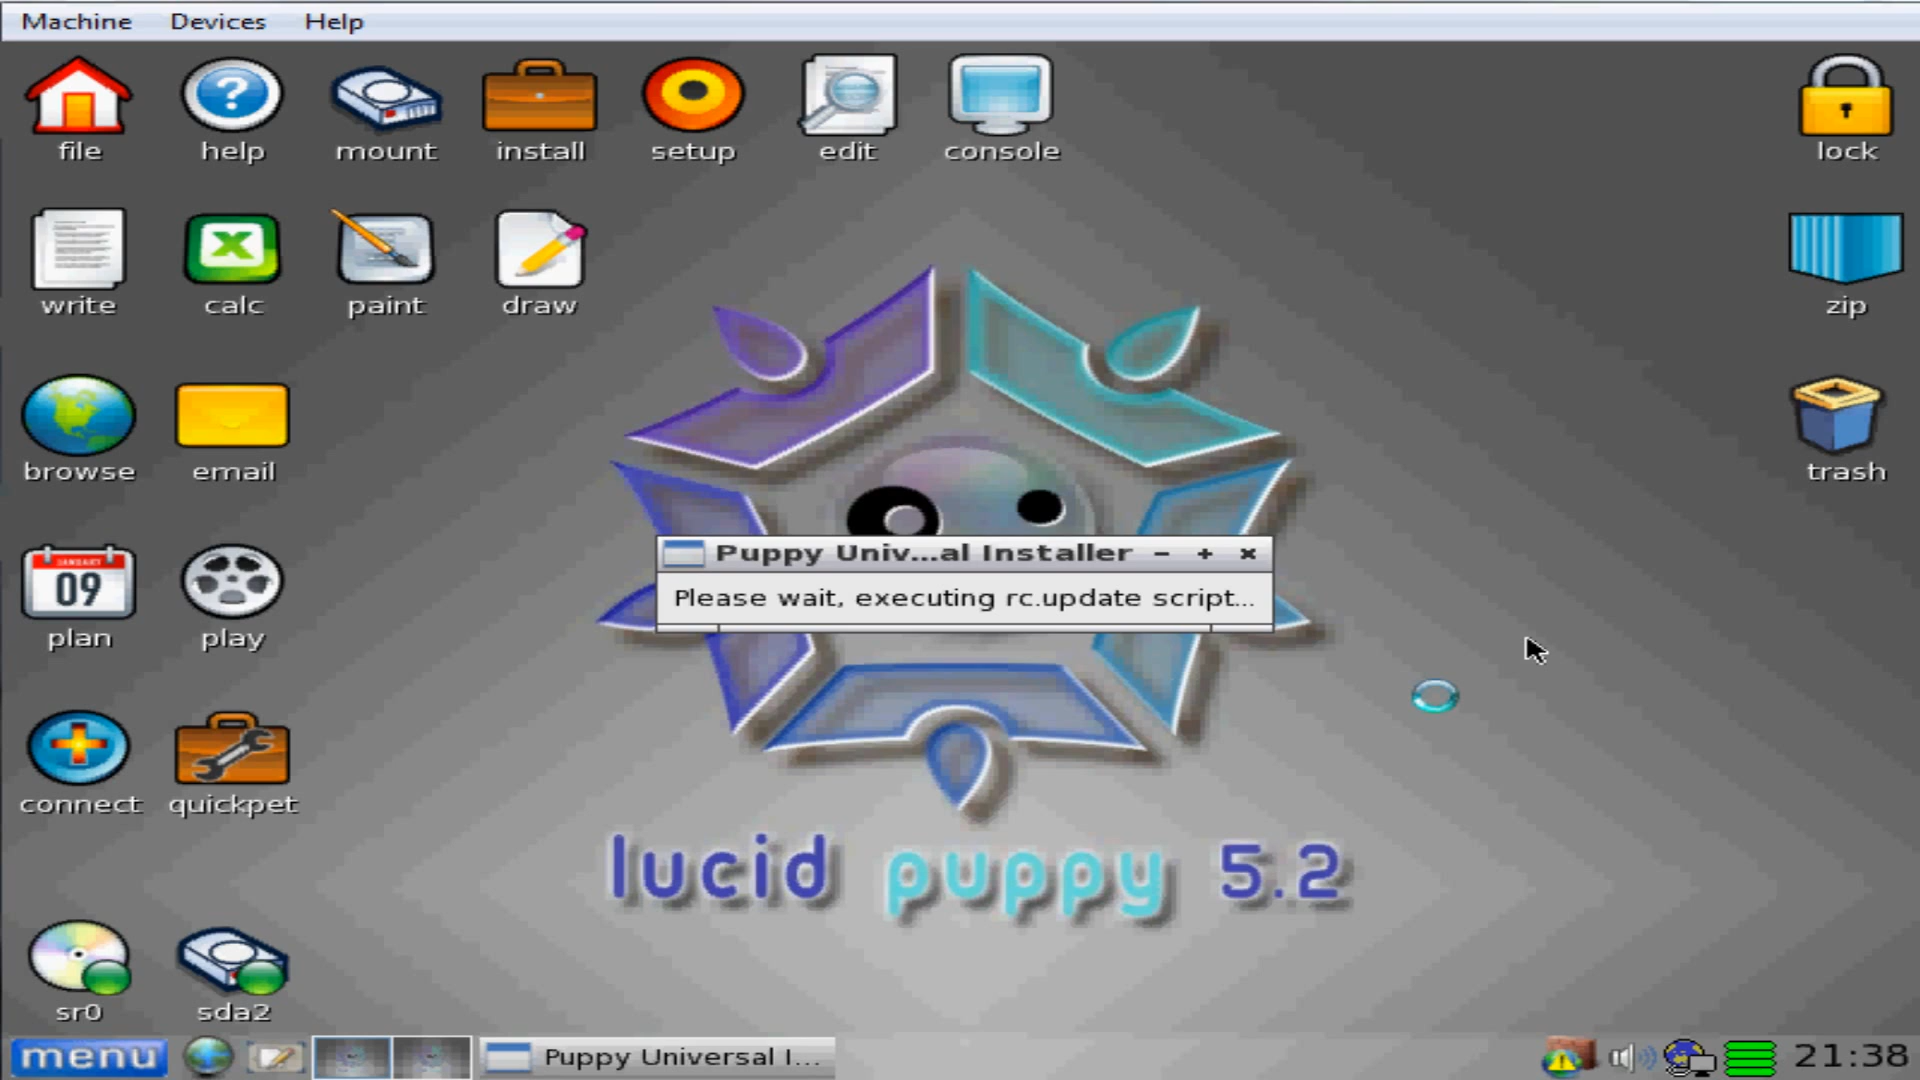 Machine Devices Help
file help mount install setup edit console lock
write calc paint draw zip
browse email trash
JANUARY
09
plan play
Puppy Univ...al Installer
Please wait, executing rc.update script...
connect quickpet
lucid puppy 5.2
sr0 sda2
menu Puppy Universal I... 21:38